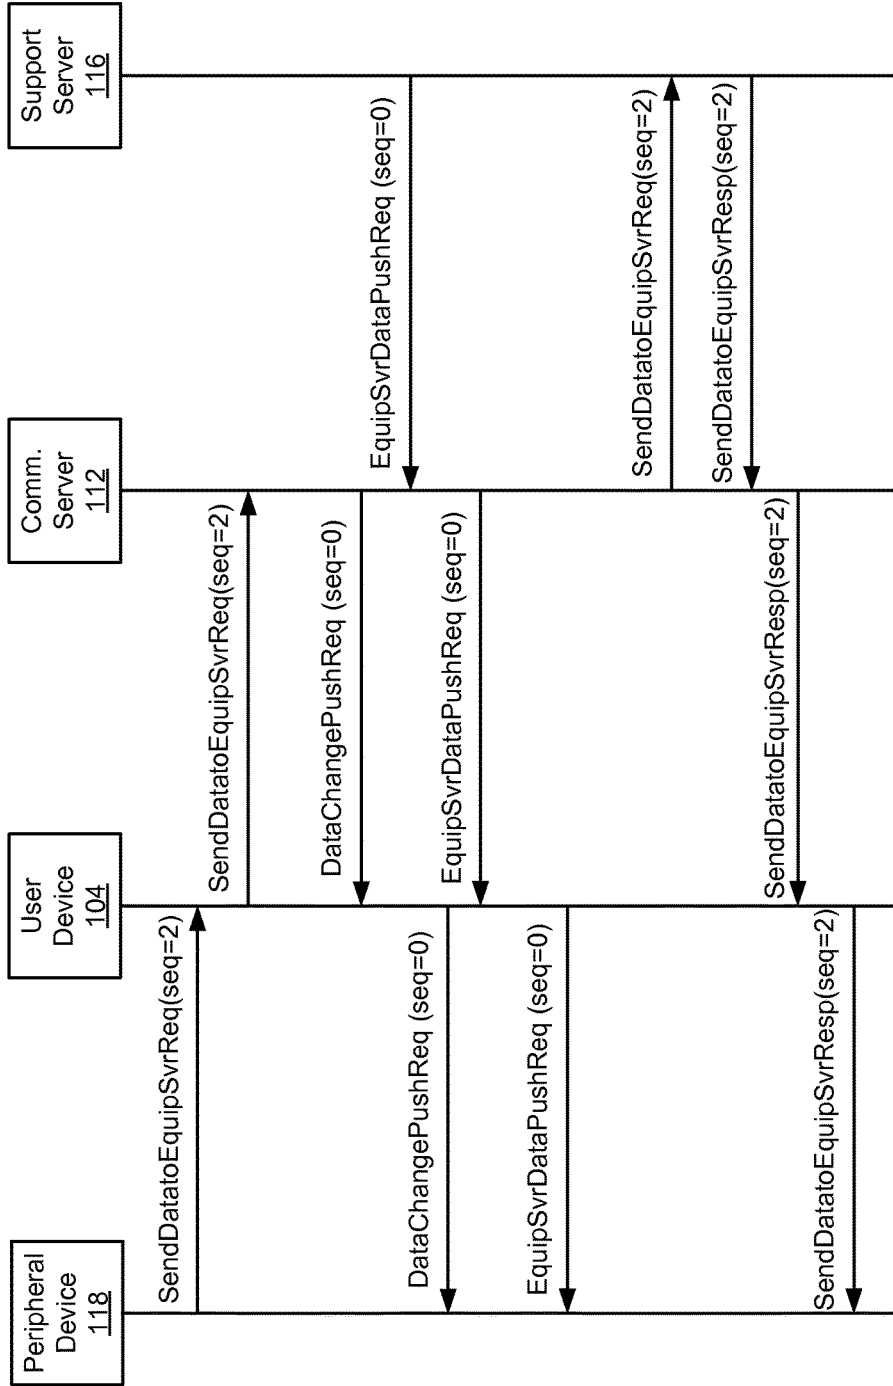 Peripheral
Device
118
User
Device
104
Comm.
Server
112
Support
Server
116
SendDatatoEquipSvrReq(seq=2)
SendDatatoEquipSvrReq(seq=2)
DataChangePushReq (seq=0)
EquipSvrDataPushReq (seq=0)
DataChangePushReq (seq=0)
EquipSvrDataPushReq (seq=0)
EquipSvrDataPushReq (seq=0)
SendDatatoEquipSvrReq(seq=2)
SendDatatoEquipSvrResp(seq=2)
SendDatatoEquipSvrResp(seq=2)
SendDatatoEquipSvrResp(seq=2)